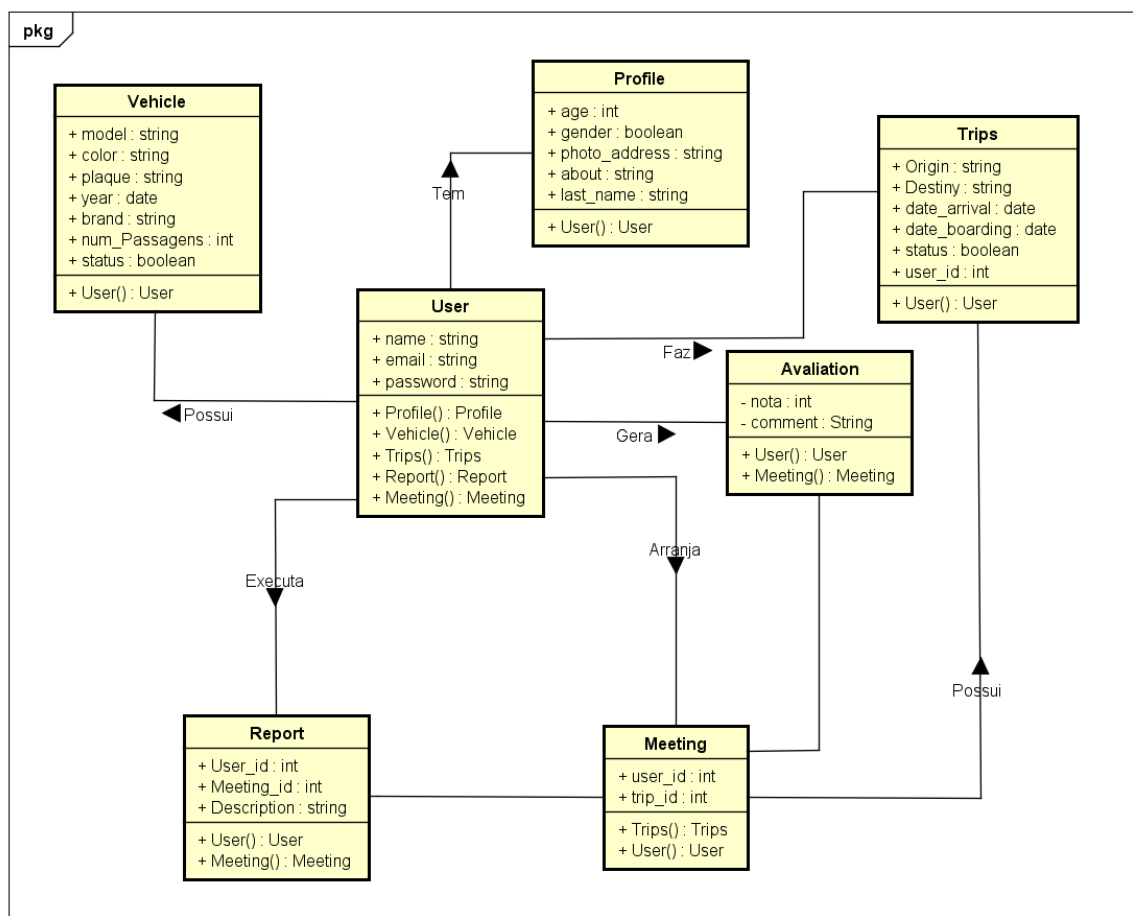 pkg
Vehicle
+ model : string
+ color : string
+ plaque : string
+ year : date
+ brand : string
+ num_Passagens : int
+ status : boolean
+ User() : User
Profile
+ age : int
+ gender : boolean
+ photo_address : string
+ about : string
+ last_name : string
+ User() : User
Trips
+ Origin : string
+ Destiny : string
+ date_arrival : date
+ date_boarding : date
+ status : boolean
+ user_id : int
+ User() : User
Tem
User
+ name : string
+ email : string
+ password : string
+ Profile() : Profile
+ Vehicle() : Vehicle
+ Trips() : Trips
+ Report() : Report
+ Meeting() : Meeting
Faz
Possui
Gera
Avaliation
- nota : int
- comment : String
+ User() : User
+ Meeting() : Meeting
Arranja
Executa
Possui
Report
+ User_id : int
+ Meeting_id : int
+ Description : string
+ User() : User
+ Meeting() : Meeting
Meeting
+ user_id : int
+ trip_id : int
+ Trips() : Trips
+ User() : User